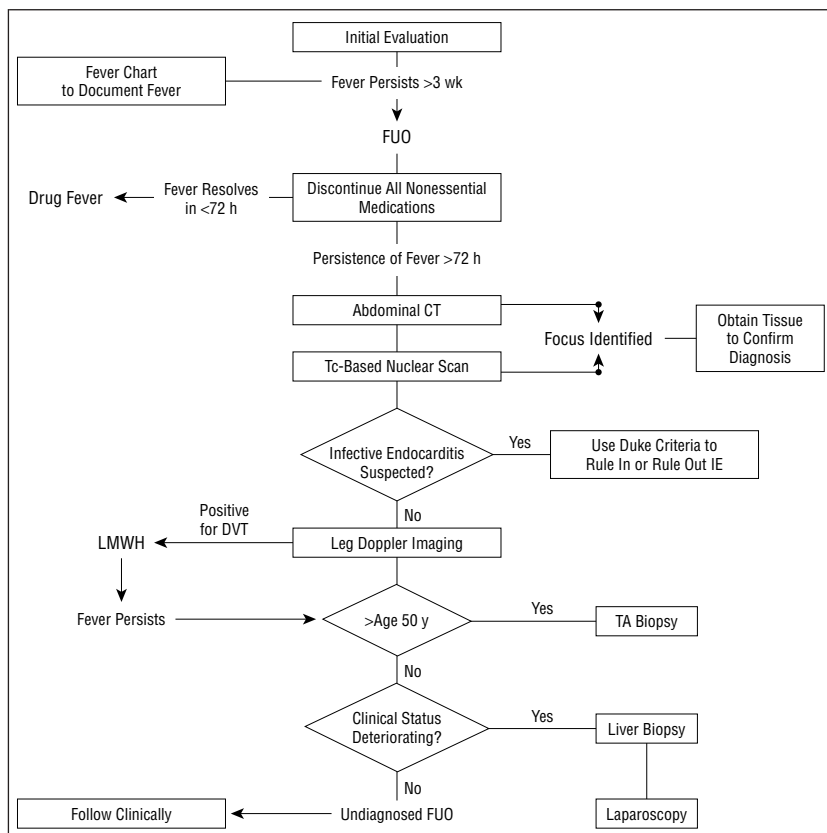 Initial Evaluation
Fever Chart
to Document Fever
Fever Persists >3 wk
FUO
Drug Fever
Fever Resolves
in <72 h
Discontinue All Nonessential
Medications
Persistence of Fever >72 h
Abdominal CT
Focus Identified
Obtain Tissue
to Confirm
Diagnosis
Tc-Based Nuclear Scan
Infective Endocarditis
Suspected?
Yes
Use Duke Criteria to
Rule In or Rule Out IE
No
Positive
for DVT
LMWH
Leg Doppler Imaging
Fever Persists
>Age 50 y
Yes
TA Biopsy
No
Clinical Status
Deteriorating?
Yes
Liver Biopsy
No
Follow Clinically
Undiagnosed FUO
Laparoscopy